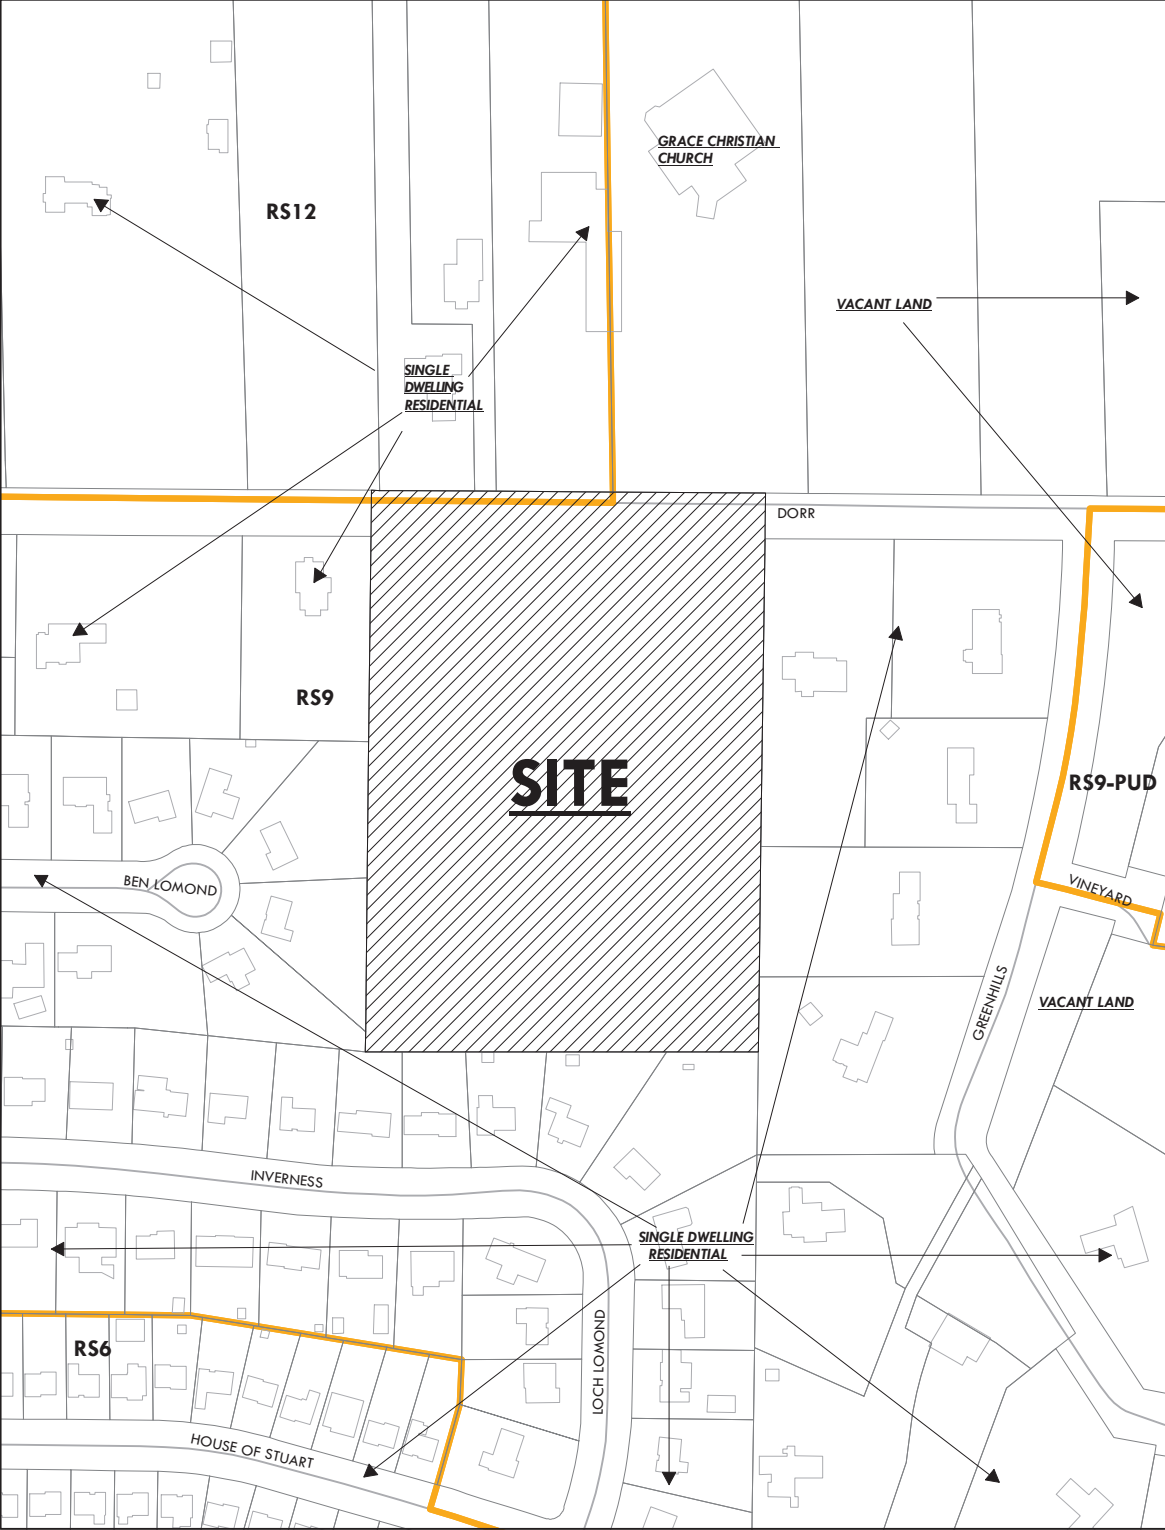 GRACE CHRISTIAN
CHURCH
RS12
VACANT LAND
SINGLE
DWELLING
RESIDENTIAL
DORR
RS9
SITE
RS9-PUD
BEN LOMOND
VINEYARD
GREENHILLS
VACANT LAND
INVERNESS
SINGLE DWELLING
RESIDENTIAL
LOCH LOMOND
RS6
HOUSE OF STUART